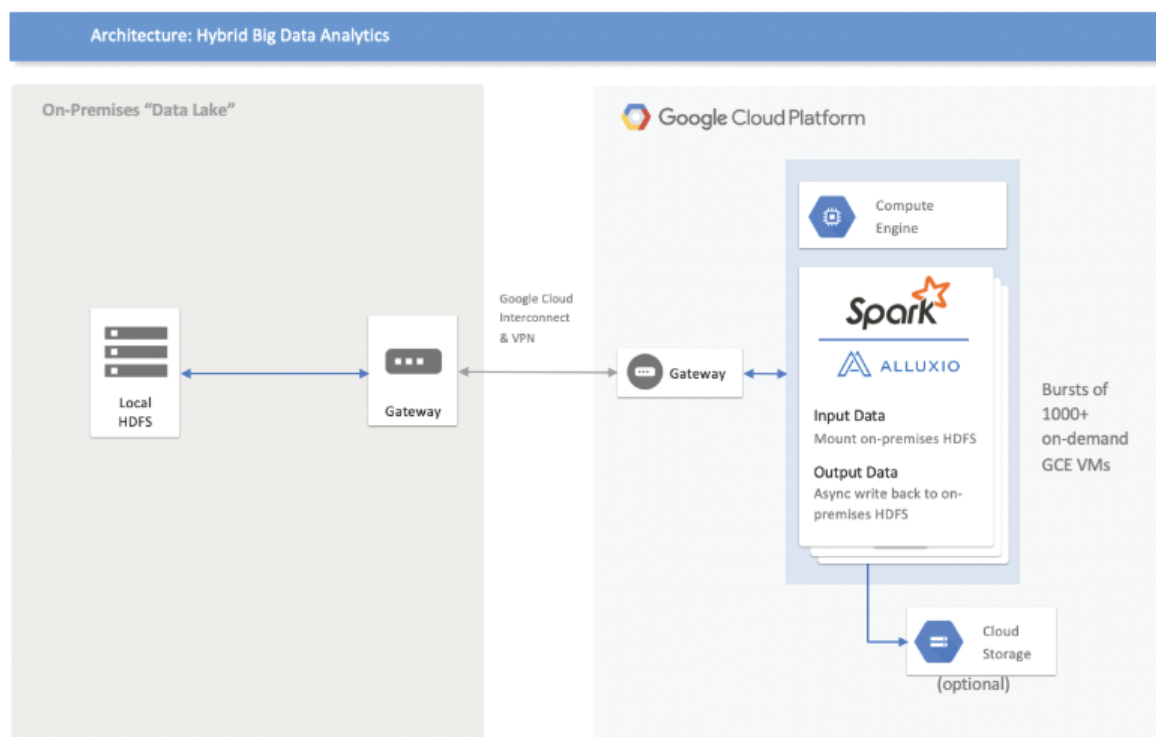 Architecture: Hybrid Big Data Analytics
On-Premises “Data Lake”
Google Cloud Platform
Compute
Engine
Spark
ALLUXIO
Input Data
Mount on-premises HDFS
Output Data
Async write back to on-
premises HDFS
Bursts of
1000+
on-demand
GCE VMs
Google Cloud
Interconnect
& VPN
Local
HDFS
Gateway
Gateway
Cloud
Storage
(optional)